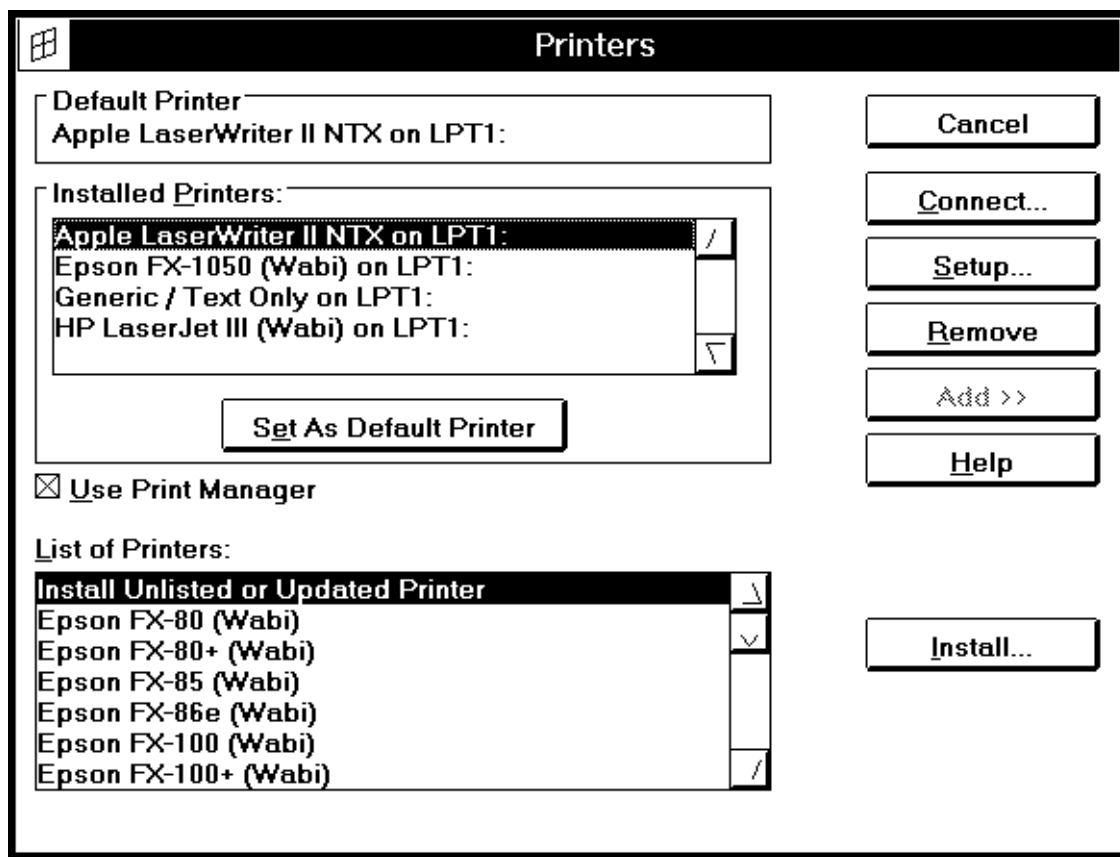 Printers
Default Printer
Apple LaserWriter II NTX on LPT1:
Cancel
Installed Printers:
Apple LaserWriter II NTX on LPT1:
Epson FX-1050 (Wabi) on LPT1:
Generic / Text Only on LPT1:
HP LaserJet III (Wabi) on LPT1:
Set As Default Printer
Connect...
Setup...
Remove
Add >>
Help
Use Print Manager
List of Printers:
Install Unlisted or Updated Printer
Epson FX-80 (Wabi)
Epson FX-80+ (Wabi)
Epson FX-85 (Wabi)
Epson FX-86e (Wabi)
Epson FX-100 (Wabi)
Epson FX-100+ (Wabi)
Install...